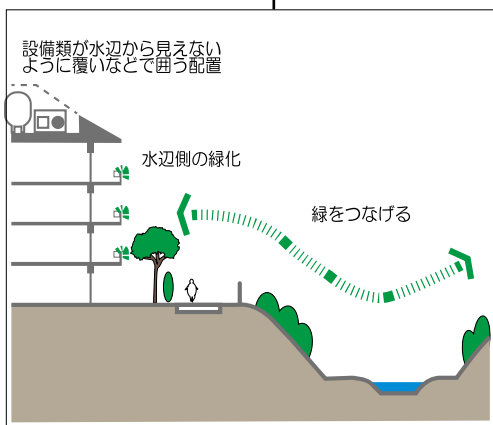 設備類が水辺から見えない
ように覆いなどで囲う配置
水辺側の緑化
緑をつなげる